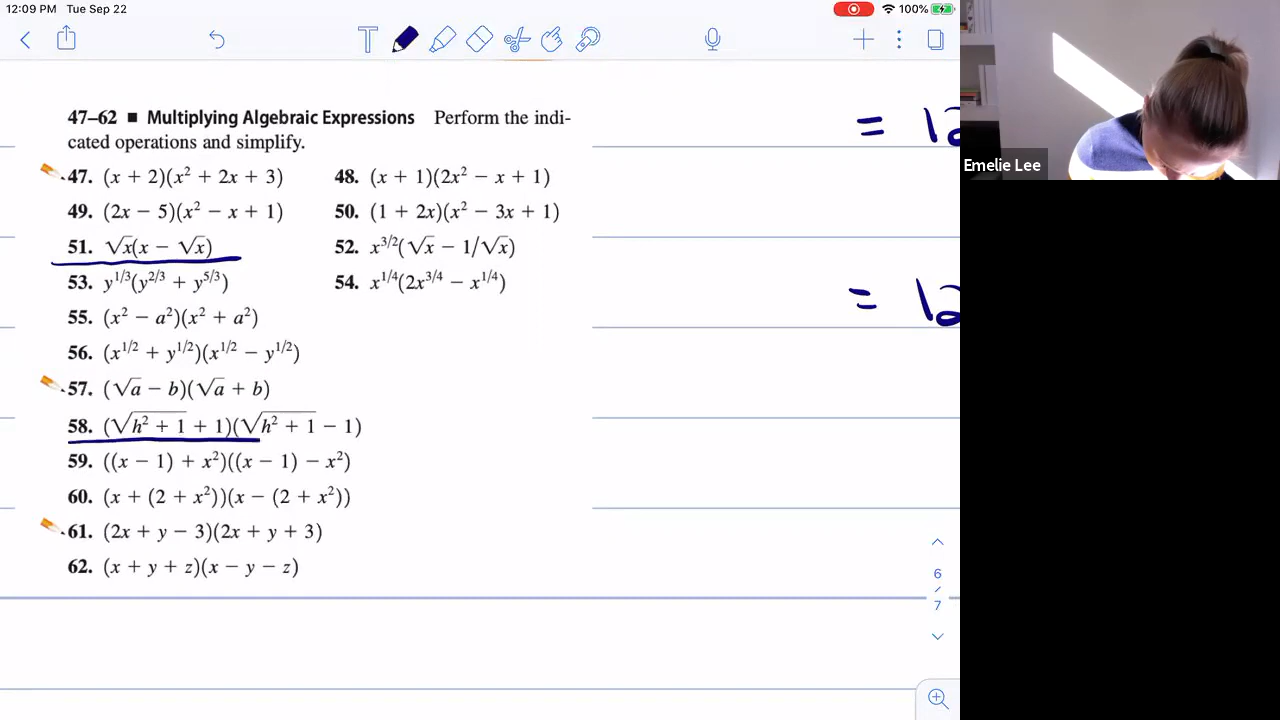 12:09 PM Tue Sep 22
100%
T
47–62 ■ Multiplying Algebraic Expressions Perform the indi-
cated operations and simplify.
47. (x + 2)(x² + 2x + 3)
48. (x + 1)(2x² − x + 1)
49. (2x − 5)(x² − x + 1)
50. (1 + 2x)(x² − 3x + 1)
51. √x(x − √x)
52. x^{3/2}(√x − 1/√x)
53. y^{1/3}(y^{2/3} + y^{5/3})
54. x^{1/4}(2x^{3/4} − x^{1/4})
55. (x² − a²)(x² + a²)
56. (x^{1/2} + y^{1/2})(x^{1/2} − y^{1/2})
57. (√a − b)(√a + b)
58. (√(h² + 1) + 1)(√(h² + 1) − 1)
59. ((x − 1) + x²)((x − 1) − x²)
60. (x + (2 + x²))(x − (2 + x²))
61. (2x + y − 3)(2x + y + 3)
62. (x + y + z)(x − y − z)
= 12
= 12
6
/
7
Emelie Lee